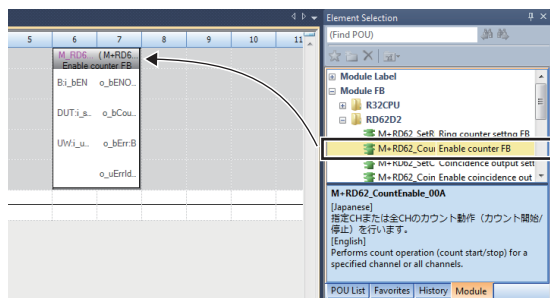 5 6 7 8 9 10 11
M_RD6... (M+RD6...
Enable counter FB
B:i_bEN o_bENO...
DUT:i_s... o_bCou...
UW:i_u... o_bErr:B
o_uErrId...
Element Selection
(Find POU)
Module Label
Module FB
R32CPU
RD62D2
M+RD62_SetR Ring counter settng FB
M+RD62_Cour Enable counter FB
M+RD62_SetC Coincidence output sett
M+RD62_Coin Enable coincidence out
M+RD62_CountEnable_00A
[Japanese]
指定CHまたは全CHのカウント動作（カウント開始/
停止）を行います。
[English]
Performs count operation (count start/stop) for a
specified channel or all channels.
POU List Favorites History Module